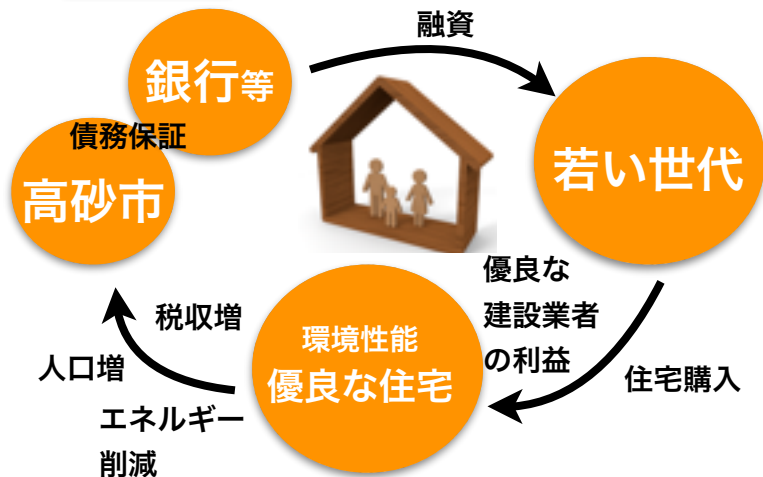 融資
銀行等
債務保証
高砂市
若い世代
優良な
建設業者
の利益
住宅購入
環境性能
優良な住宅
税収増
人口増
エネルギー
削減